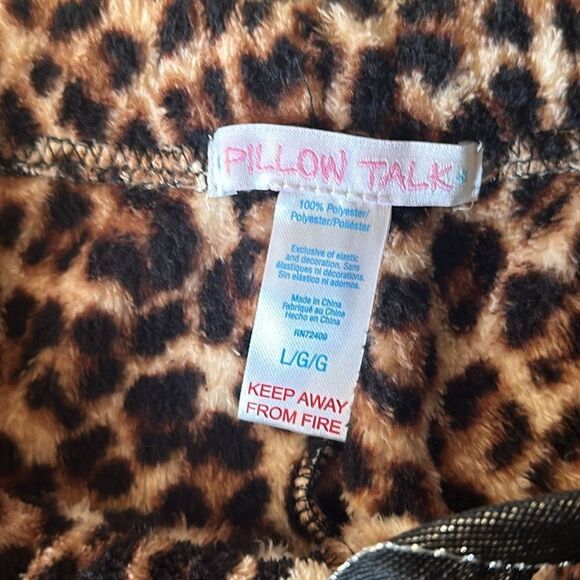 PILLOW TALK
100% Polyester/
Polyester/Poliéster
Exclusive of elastic
and decoration. Sans
élastiques ni décorations.
Sin elástico ni adornos.
Made in China
Fabriqué au Chine
Hecho en China
RN72409
L/G/G
KEEP AWAY
FROM FIRE